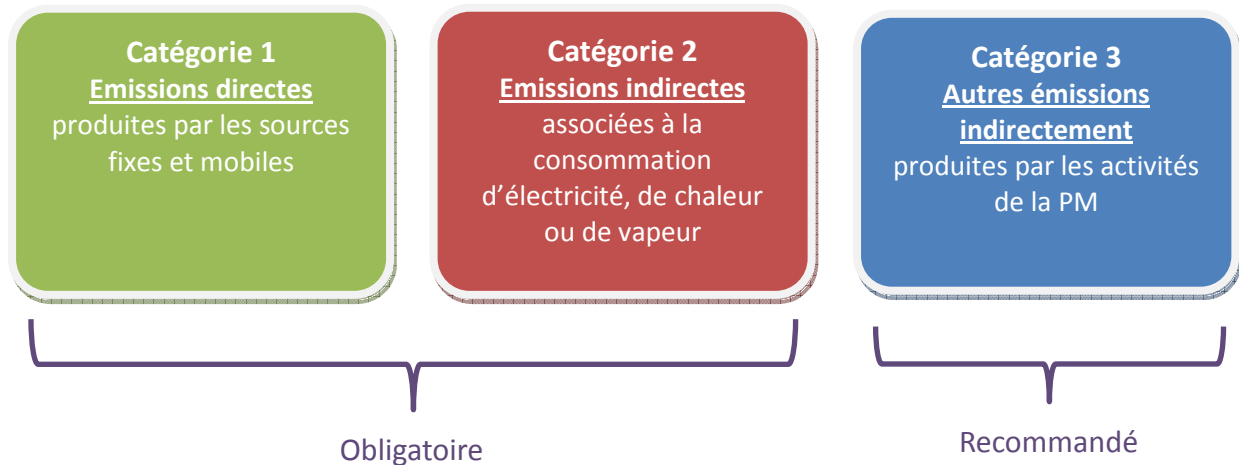 Catégorie 1
Emissions directes
produites par les sources
fixes et mobiles
Catégorie 2
Emissions indirectes
associées à la
consommation
d’électricité, de chaleur
ou de vapeur
Catégorie 3
Autres émissions
indirectement
produites par les activités
de la PM
Obligatoire
Recommandé